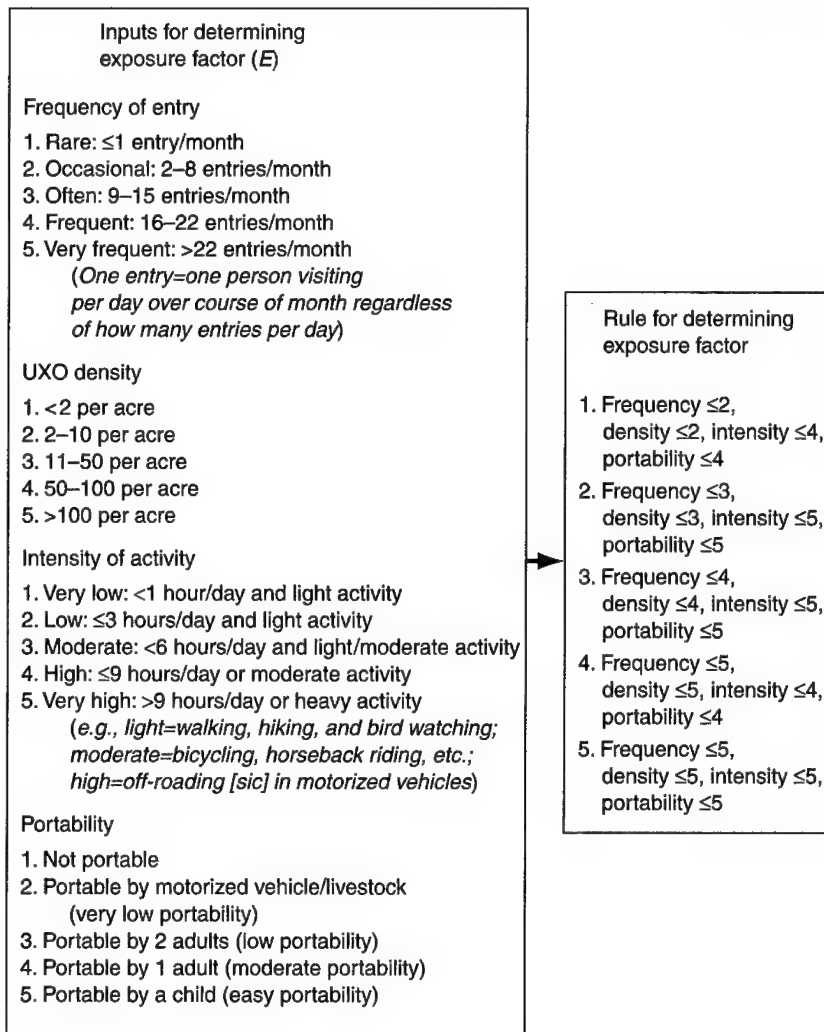 Inputs for determining
exposure factor (E)
Frequency of entry
1. Rare: ≤1 entry/month
2. Occasional: 2–8 entries/month
3. Often: 9–15 entries/month
4. Frequent: 16–22 entries/month
5. Very frequent: >22 entries/month
(One entry=one person visiting
per day over course of month regardless
of how many entries per day)
UXO density
1. <2 per acre
2. 2–10 per acre
3. 11–50 per acre
4. 50–100 per acre
5. >100 per acre
Intensity of activity
1. Very low: <1 hour/day and light activity
2. Low: ≤3 hours/day and light activity
3. Moderate: <6 hours/day and light/moderate activity
4. High: ≤9 hours/day or moderate activity
5. Very high: >9 hours/day or heavy activity
(e.g., light=walking, hiking, and bird watching;
moderate=bicycling, horseback riding, etc.;
high=off-roading [sic] in motorized vehicles)
Portability
1. Not portable
2. Portable by motorized vehicle/livestock
(very low portability)
3. Portable by 2 adults (low portability)
4. Portable by 1 adult (moderate portability)
5. Portable by a child (easy portability)
Rule for determining
exposure factor
1. Frequency ≤2,
density ≤2, intensity ≤4,
portability ≤4
2. Frequency ≤3,
density ≤3, intensity ≤5,
portability ≤5
3. Frequency ≤4,
density ≤4, intensity ≤5,
portability ≤5
4. Frequency ≤5,
density ≤5, intensity ≤4,
portability ≤4
5. Frequency ≤5,
density ≤5, intensity ≤5,
portability ≤5